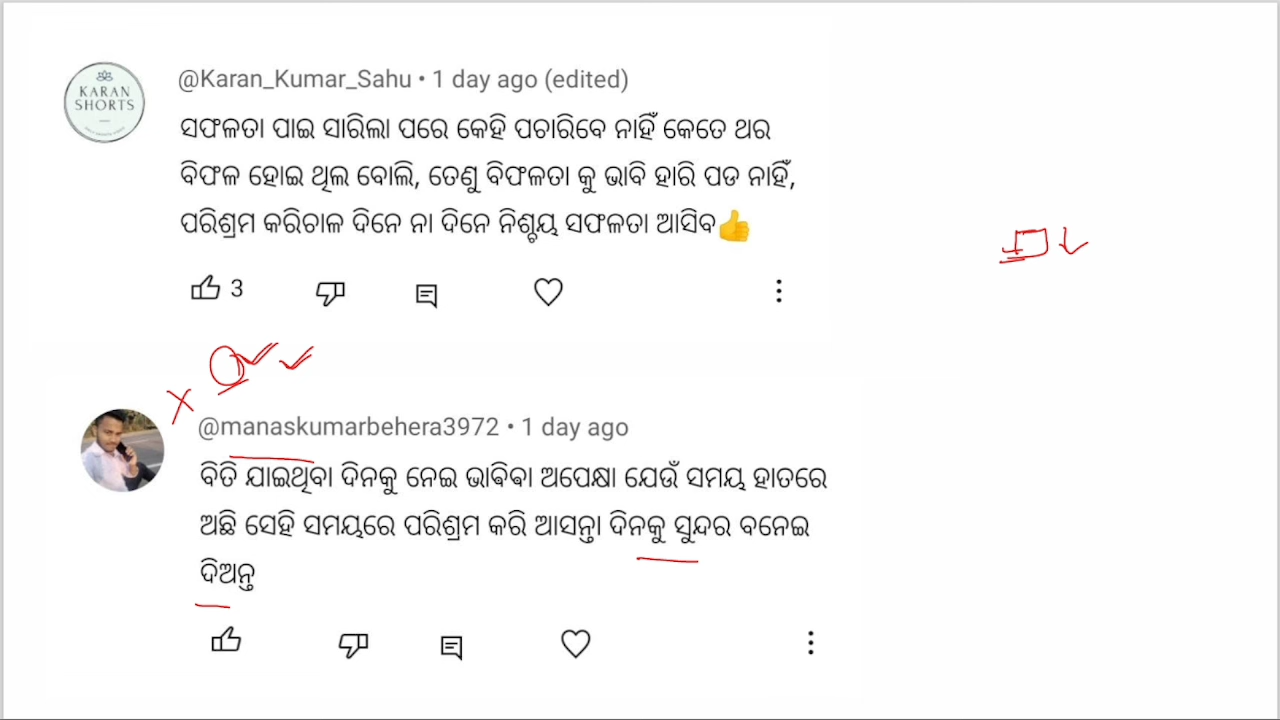 KARAN
SHORTS
@Karan_Kumar_Sahu • 1 day ago (edited)
ସଫଳତା ପାଇ ସାରିଲା ପରେ କେହି ପଚାରିବେ ନାହିଁ କେତେ ଥର
ବିଫଳ ହୋଇ ଥିଲ ବୋଲି, ତେଣୁ ବିଫଳତା କୁ ଭାବି ହାରି ପଡ ନାହିଁ,
ପରିଶ୍ରମ କରିଚାଳ ଦିନେ ନା ଦିନେ ନିଶ୍ଚୟ ସଫଳତା ଆସିବ👍
3
@manaskumarbehera3972 • 1 day ago
ବିତି ଯାଇଥିବା ଦିନକୁ ନେଇ ଭାଵିଵା ଅପେକ୍ଷା ଯେଉଁ ସମୟ ହାତରେ
ଅଛି ସେହି ସମୟରେ ପରିଶ୍ରମ କରି ଆସନ୍ତା ଦିନକୁ ସୁନ୍ଦର ବନେଇ
ଦିଅନ୍ତୁ